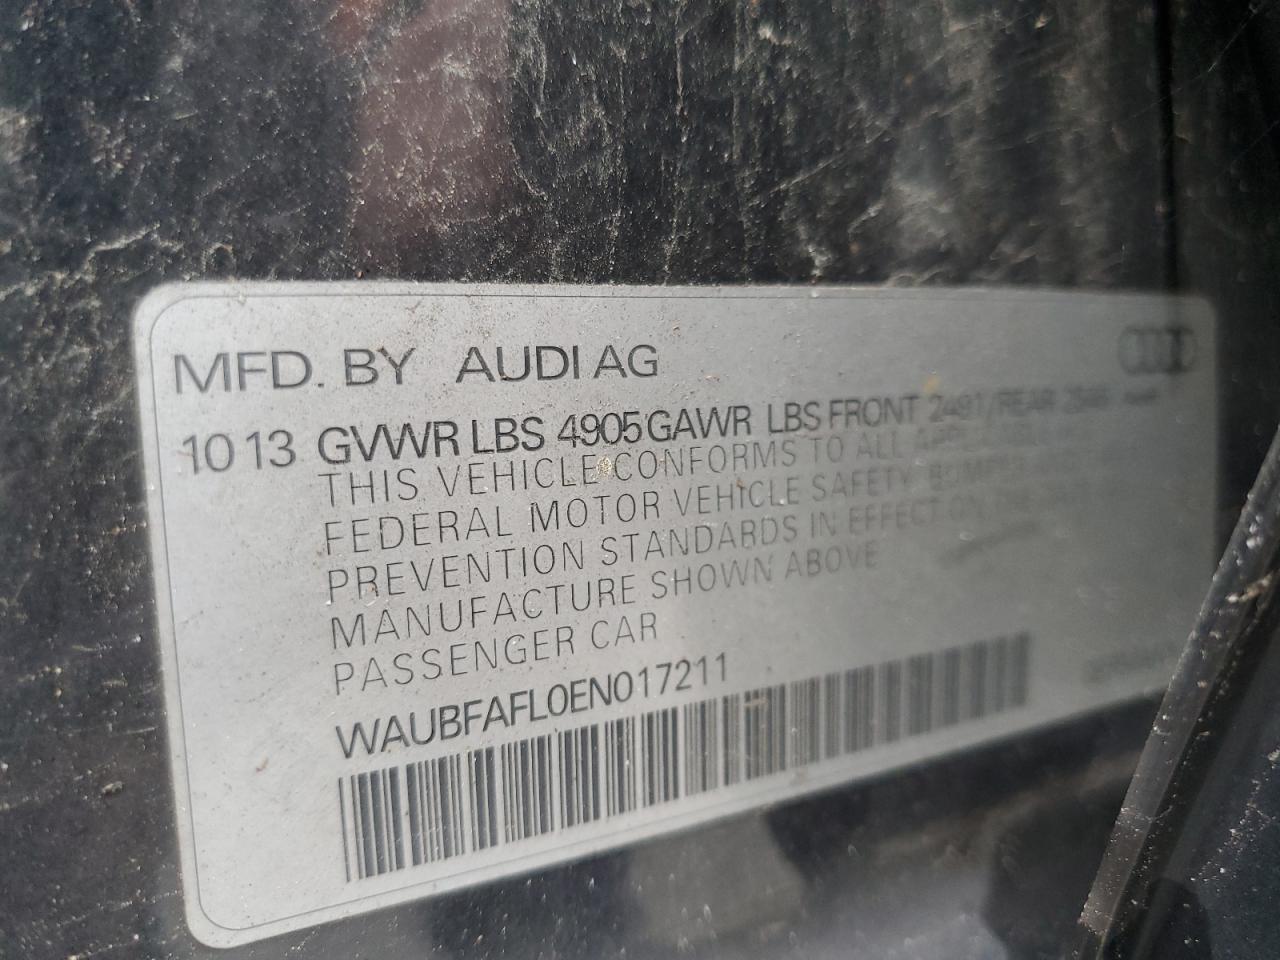 MFD. BY AUDI AG
10 13 GVWR LBS 4905 GAWR LBS FRONT 2491/REAR
THIS VEHICLE CONFORMS TO ALL
FEDERAL MOTOR VEHICLE SAFETY
PREVENTION STANDARDS IN EFFECT ON
MANUFACTURE SHOWN ABOVE
PASSENGER CAR
WAUBFAFL0EN017211